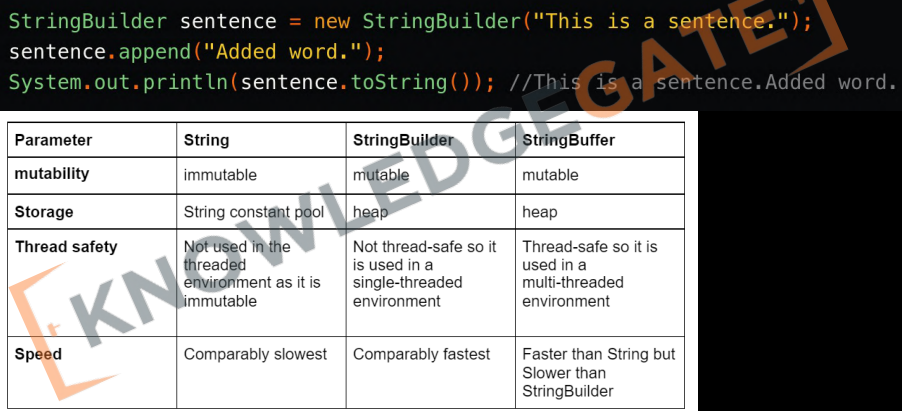 StringBuilder sentence = new StringBuilder("This is a sentence.");
sentence.append("Added word.");
System.out.println(sentence.toString()); //This is a sentence.Added word.
Parameter String StringBuilder StringBuffer
mutability immutable mutable mutable
Storage String constant pool heap heap
Thread safety Not used in the Not thread-safe so it Thread-safe so it is
threaded is used in a used in a
environment as it is single-threaded multi-threaded
immutable environment environment
Speed Comparably slowest Comparably fastest Faster than String but
Slower than
StringBuilder
KNOWLEDGEGATE